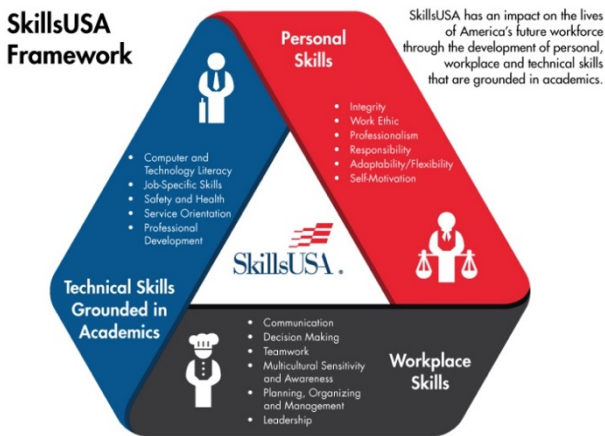 SkillsUSA
Framework
SkillsUSA has an impact on the lives
of America's future workforce
through the development of personal,
workplace and technical skills
that are grounded in academics.
Personal
Skills
• Integrity
• Work Ethic
• Professionalism
• Responsibility
• Adaptability/Flexibility
• Self-Motivation
• Computer and
Technology Literacy
• Job-Specific Skills
• Safety and Health
• Service Orientation
• Professional
Development
Technical Skills
Grounded in
Academics
SkillsUSA®
• Communication
• Decision Making
• Teamwork
• Multicultural Sensitivity
and Awareness
• Planning, Organizing
and Management
• Leadership
Workplace
Skills